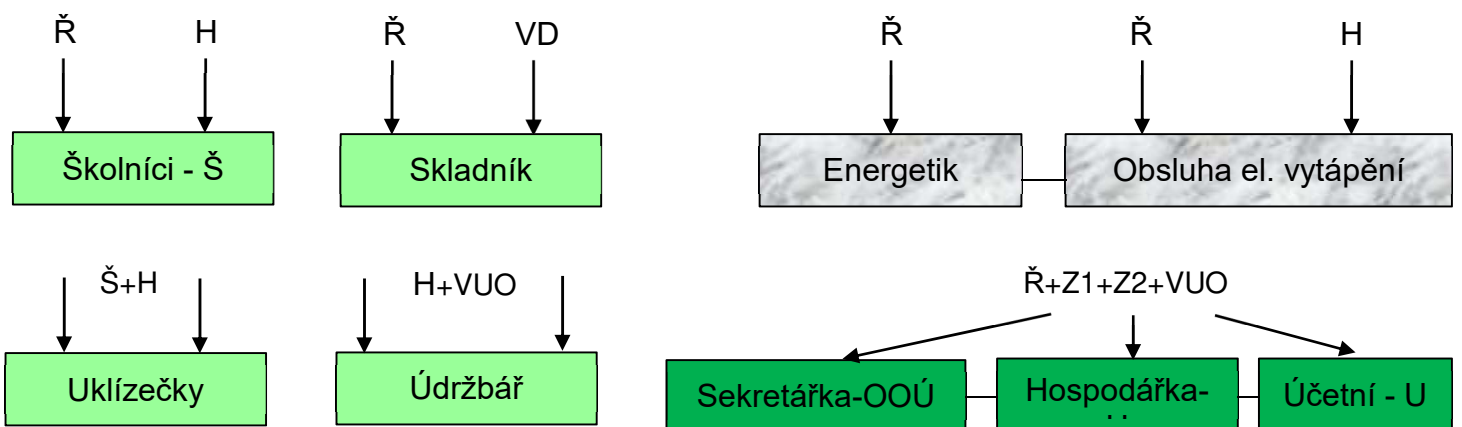 Ř H Ř VD Ř Ř H
Školníci - Š Skladník Energetik Obsluha el. vytápění
Š+H H+VUO Ř+Z1+Z2+VUO
Uklízečky Údržbář Sekretářka-OOÚ Hospodářka- Účetní - U